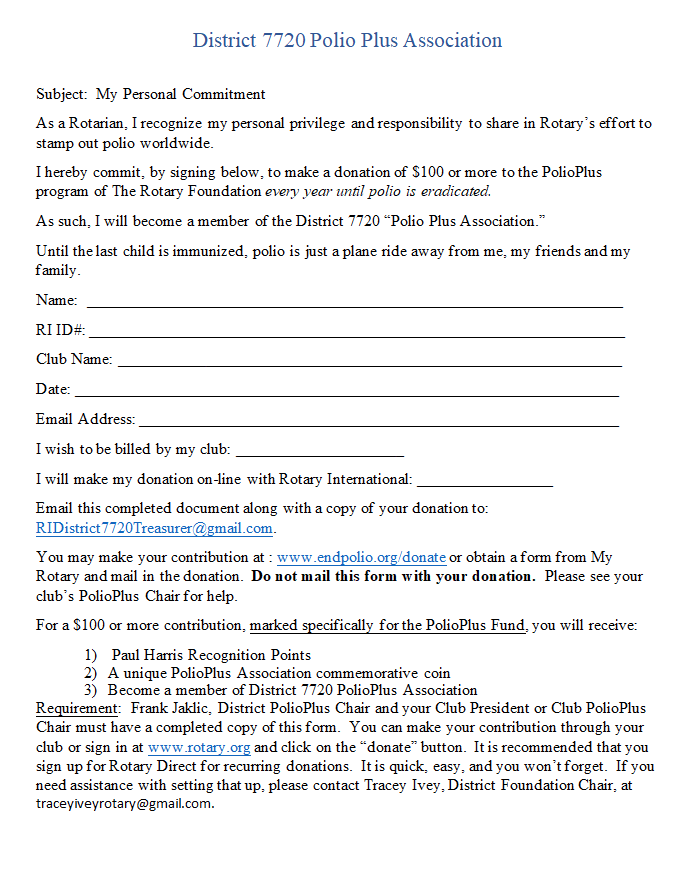 District 7720 Polio Plus Association
Subject: My Personal Commitment
As a Rotarian, I recognize my personal privilege and responsibility to share in Rotary’s effort to
stamp out polio worldwide.
I hereby commit, by signing below, to make a donation of $100 or more to the PolioPlus
program of The Rotary Foundation every year until polio is eradicated.
As such, I will become a member of the District 7720 “Polio Plus Association.”
Until the last child is immunized, polio is just a plane ride away from me, my friends and my
family.
Name:
RI ID#:
Club Name:
Date:
Email Address:
I wish to be billed by my club:
I will make my donation on-line with Rotary International:
Email this completed document along with a copy of your donation to:
RIDistrict7720Treasurer@gmail.com.
You may make your contribution at : www.endpolio.org/donate or obtain a form from My
Rotary and mail in the donation. Do not mail this form with your donation. Please see your
club’s PolioPlus Chair for help.
For a $100 or more contribution, marked specifically for the PolioPlus Fund, you will receive:
1) Paul Harris Recognition Points
2) A unique PolioPlus Association commemorative coin
3) Become a member of District 7720 PolioPlus Association
Requirement: Frank Jaklic, District PolioPlus Chair and your Club President or Club PolioPlus
Chair must have a completed copy of this form. You can make your contribution through your
club or sign in at www.rotary.org and click on the “donate” button. It is recommended that you
sign up for Rotary Direct for recurring donations. It is quick, easy, and you won’t forget. If you
need assistance with setting that up, please contact Tracey Ivey, District Foundation Chair, at
traceyiveyrotary@gmail.com.